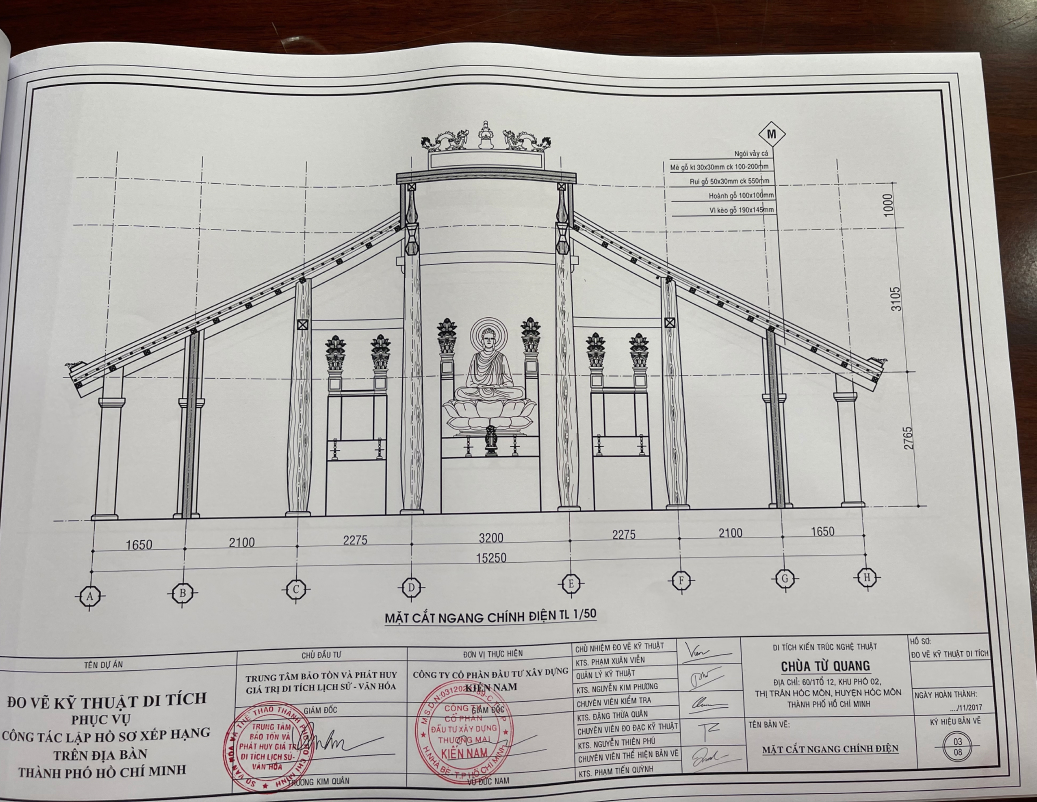 M
Ngói vảy cá
Mè gỗ kt 30x30mm ck 100-200mm
Rui gỗ 50x30mm ck 550mm
Hoành gỗ 100x100mm
Vì kèo gỗ 190x145mm
1000
3105
2765
1650
2100
2275
3200
2275
2100
1650
15250
A
B
C
D
E
F
G
H
MẶT CẮT NGANG CHÍNH ĐIỆN TL 1/50
TÊN DỰ ÁN
ĐO VẼ KỸ THUẬT DI TÍCH
PHỤC VỤ
CÔNG TÁC LẬP HỒ SƠ XẾP HẠNG
TRÊN ĐỊA BÀN
THÀNH PHỐ HỒ CHÍ MINH
CHỦ ĐẦU TƯ
TRUNG TÂM BẢO TỒN VÀ PHÁT HUY
GIÁ TRỊ DI TÍCH LỊCH SỬ - VĂN HÓA
GIÁM ĐỐC
TRUNG TÂM
BẢO TỒN VÀ
PHÁT HUY GIÁ TRỊ
DI TÍCH LỊCH SỬ-
VĂN HÓA
TRƯƠNG KIM QUÂN
ĐƠN VỊ THỰC HIỆN
CÔNG TY CỔ PHẦN ĐẦU TƯ XÂY DỰNG
KIẾN NAM
GIÁM ĐỐC
CÔNG TY
CỔ PHẦN
ĐẦU TƯ XÂY DỰNG
THƯƠNG MẠI
KIẾN NAM
VŨ ĐỨC NAM
CHỦ NHIỆM ĐO VẼ KỸ THUẬT
KTS. PHẠM XUÂN VIỄN
QUẢN LÝ KỸ THUẬT
KTS. NGUYỄN KIM PHƯƠNG
CHUYÊN VIÊN KIỂM TRA
KTS. ĐẶNG THỪA QUÂN
CHUYÊN VIÊN ĐO ĐẠC KỸ THUẬT
KTS. NGUYỄN THIÊN PHÚ
CHUYÊN VIÊN THỂ HIỆN BẢN VẼ
KTS. PHẠM TIẾN QUỲNH
DI TÍCH KIẾN TRÚC NGHỆ THUẬT
CHÙA TỪ QUANG
ĐỊA CHỈ: 60/1TỔ 12, KHU PHỐ 02,
THỊ TRẤN HÓC MÔN, HUYỆN HÓC MÔN
THÀNH PHỐ HỒ CHÍ MINH
TÊN BẢN VẼ:
MẶT CẮT NGANG CHÍNH ĐIỆN
HỒ SƠ:
ĐO VẼ KỸ THUẬT DI TÍCH
NGÀY HOÀN THÀNH:
..../11/2017
KÝ HIỆU BẢN VẼ
03
08